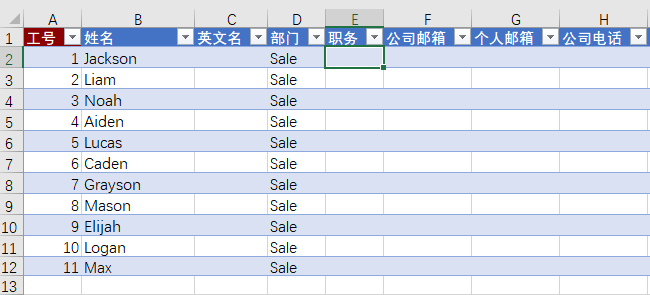 A B C D E F G H
1 工号 姓名 英文名 部门 职务 公司邮箱 个人邮箱 公司电话
2 1 Jackson Sale
3 2 Liam Sale
4 3 Noah Sale
5 4 Aiden Sale
6 5 Lucas Sale
7 6 Caden Sale
8 7 Grayson Sale
9 8 Mason Sale
10 9 Elijah Sale
11 10 Logan Sale
12 11 Max Sale
13